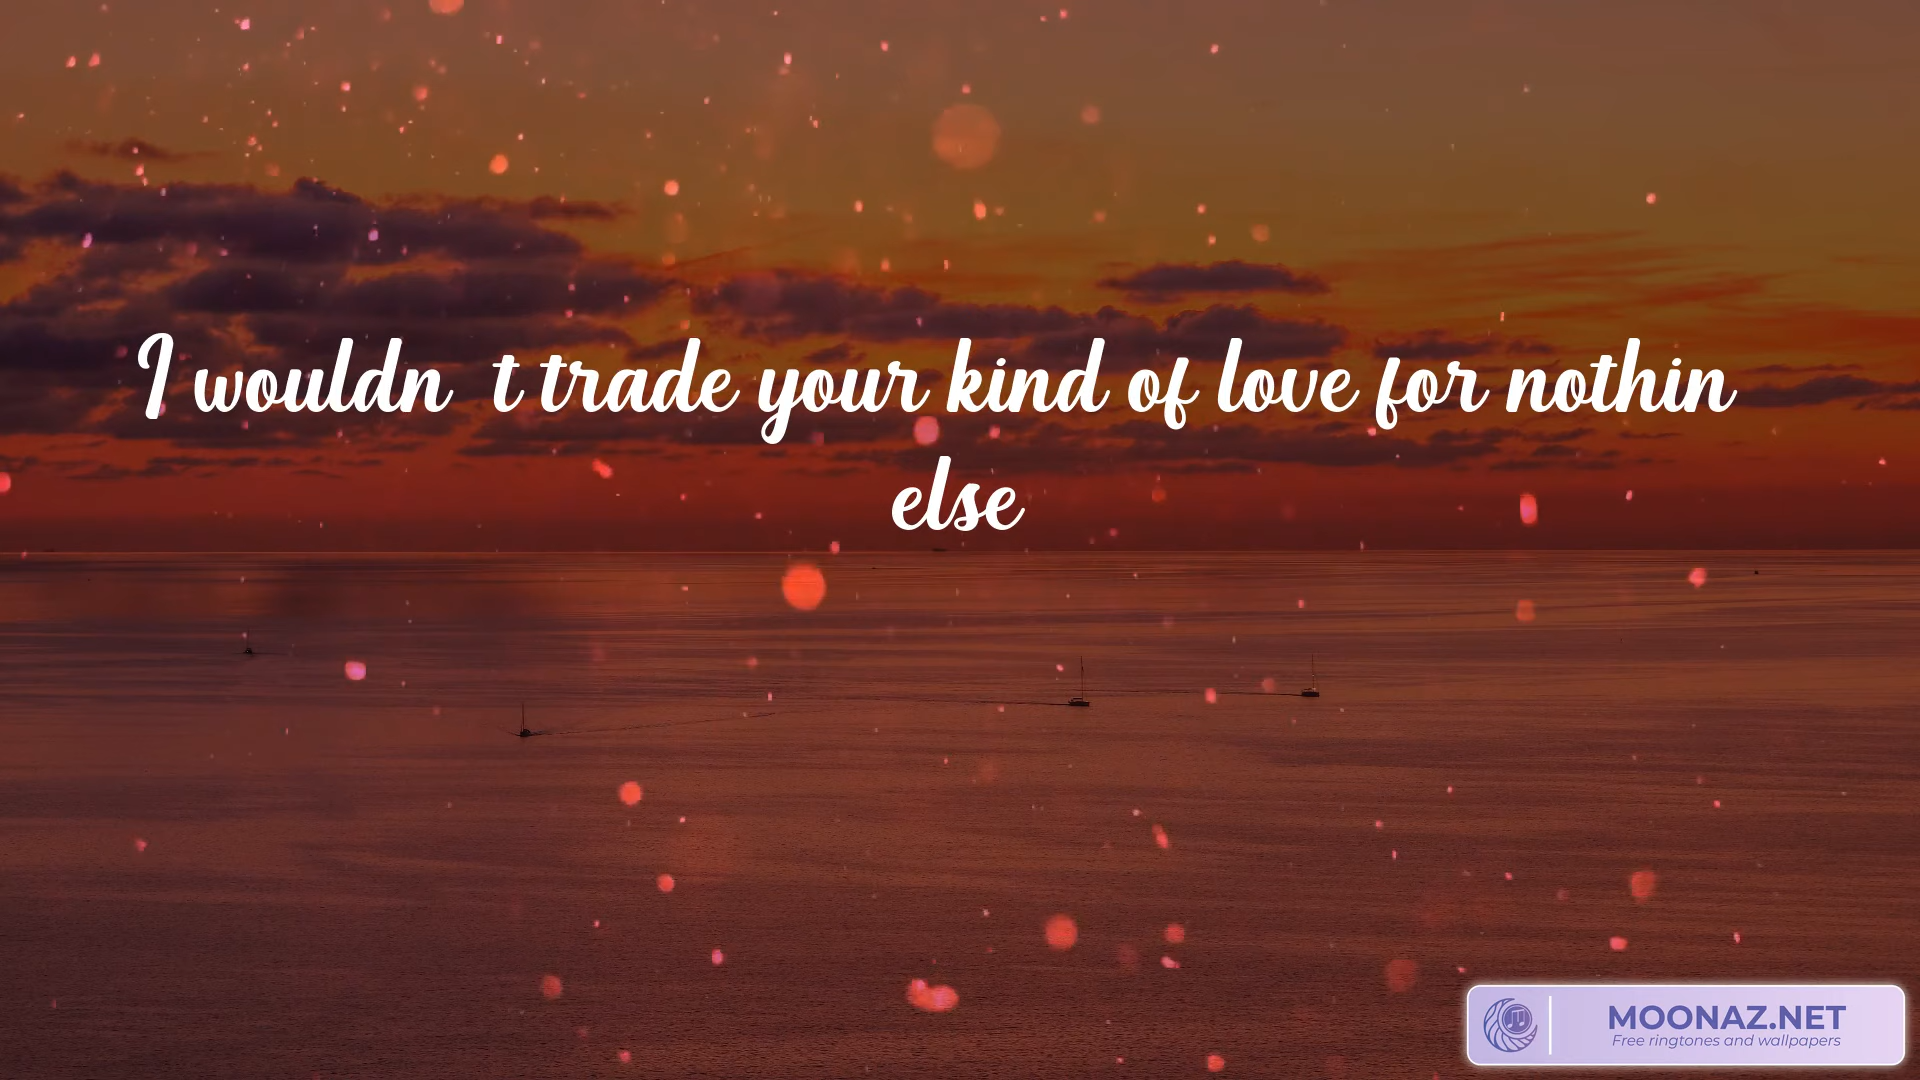 I wouldn t trade your kind of love for nothin
else
MOONAZ.NET
Free ringtones and wallpapers